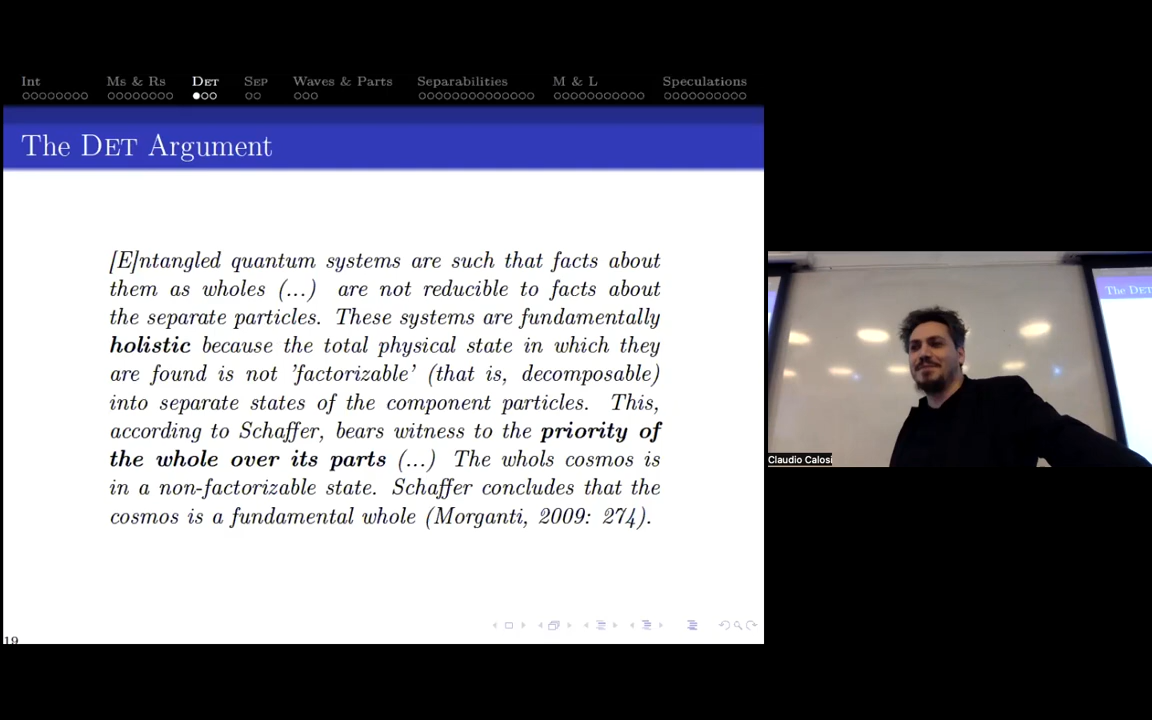 Int Ms & Rs DET SEP Waves & Parts Separabilities M & L Speculations
The DET Argument
[E]ntangled quantum systems are such that facts about
them as wholes (...) are not reducible to facts about
the separate particles. These systems are fundamentally
holistic because the total physical state in which they
are found is not 'factorizable' (that is, decomposable)
into separate states of the component particles. This,
according to Schaffer, bears witness to the priority of
the whole over its parts (...) The whols cosmos is
in a non-factorizable state. Schaffer concludes that the
cosmos is a fundamental whole (Morganti, 2009: 274).
19
The DET
Claudio Calosi